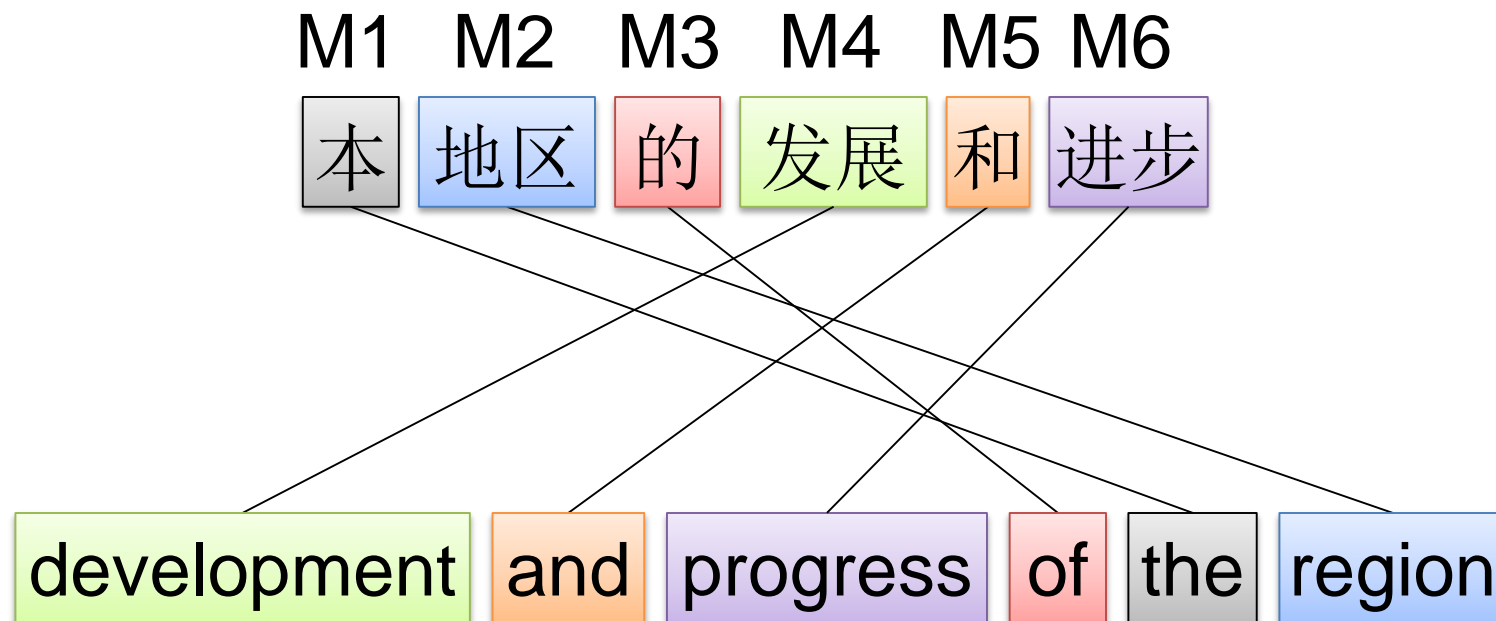 M1 M2 M3 M4 M5 M6
本 地区 的 发展 和 进步
development and progress of the region